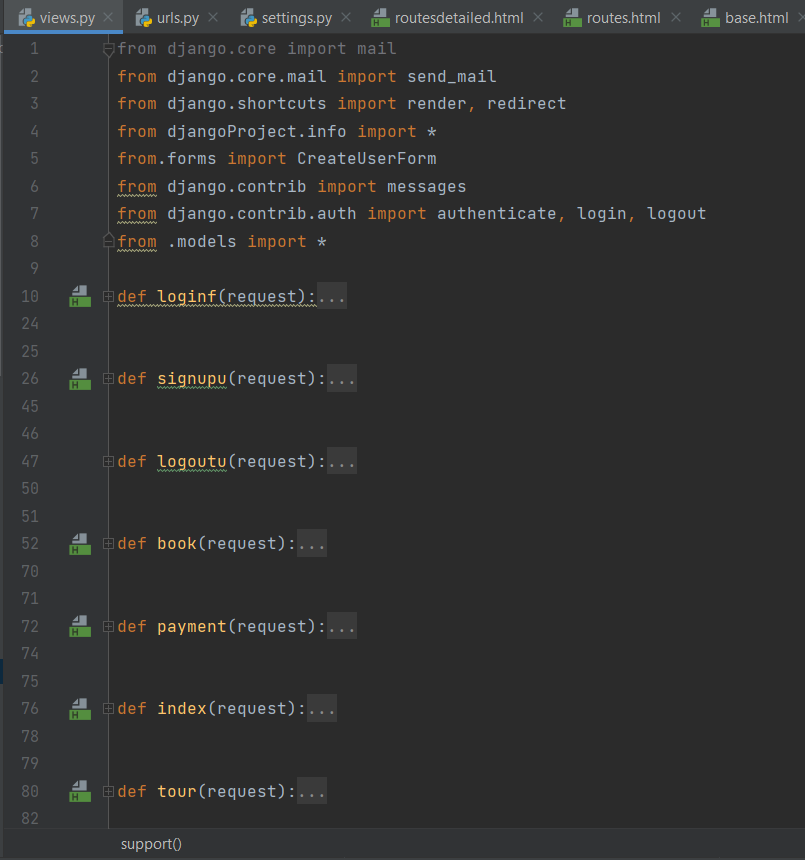 views.py urls.py settings.py routesdetailed.html routes.html base.html
1 from django.core import mail
2 from django.core.mail import send_mail
3 from django.shortcuts import render, redirect
4 from djangoProject.info import *
5 from.forms import CreateUserForm
6 from django.contrib import messages
7 from django.contrib.auth import authenticate, login, logout
8 from .models import *
9
10 H def loginf(request):...
24
25
26 H def signupu(request):...
45
46
47 def logoutu(request):...
50
51
52 H def book(request):...
70
71
72 H def payment(request):...
74
75
76 H def index(request):...
78
79
80 H def tour(request):...
82
support()